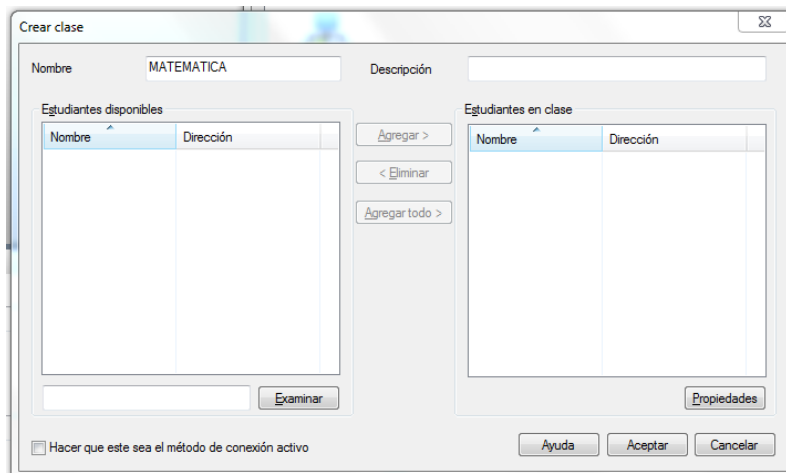 Crear clase
Nombre MATEMATICA Descripción
Estudiantes disponibles
Nombre Dirección
Agregar >
< Eliminar
Agregar todo >
Examinar
Estudiantes en clase
Nombre Dirección
Propiedades
Hacer que este sea el método de conexión activo
Ayuda Aceptar Cancelar